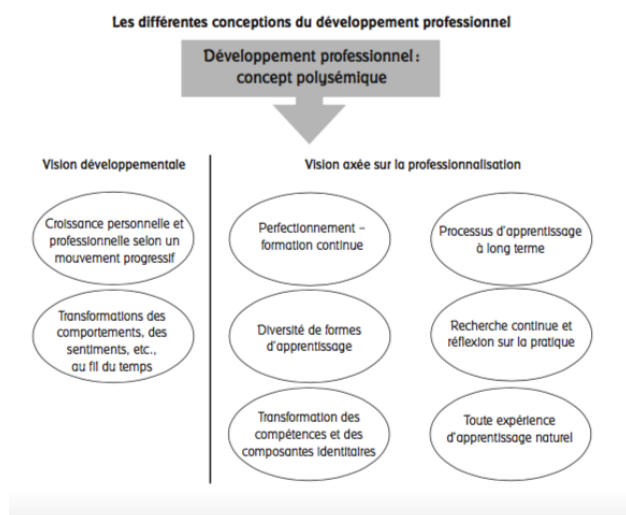 Les différentes conceptions du développement professionnel
Développement professionnel :
concept polysémique
Vision développementale
Croissance personnelle et
professionnelle selon un
mouvement progressif
Transformations des
comportements, des
sentiments, etc.,
au fil du temps
Vision axée sur la professionnalisation
Perfectionnement –
formation continue
Processus d'apprentissage
à long terme
Diversité de formes
d'apprentissage
Recherche continue et
réflexion sur la pratique
Transformation des
compétences et des
composantes identitaires
Toute expérience
d'apprentissage naturel